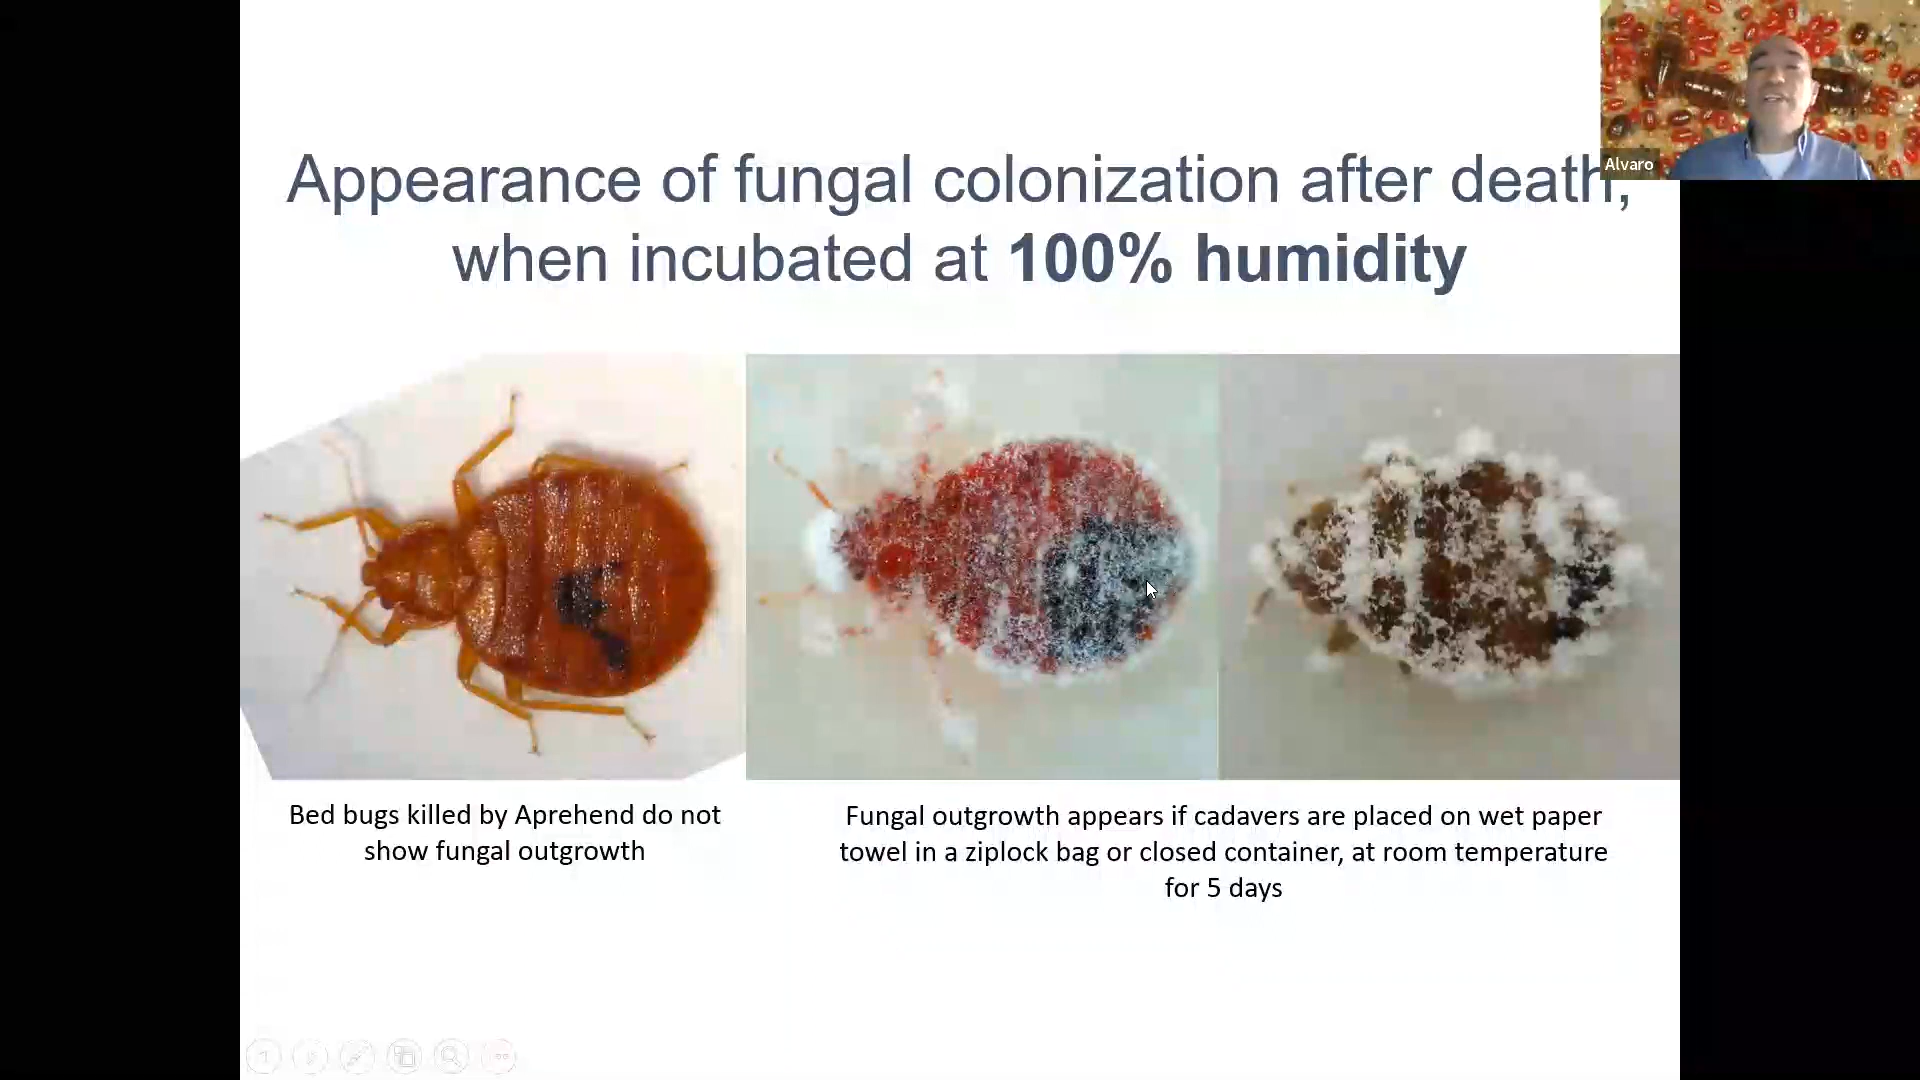 Appearance of fungal colonization after death,
when incubated at 100% humidity
Alvaro
Bed bugs killed by Aprehend do not
show fungal outgrowth
Fungal outgrowth appears if cadavers are placed on wet paper
towel in a ziplock bag or closed container, at room temperature
for 5 days